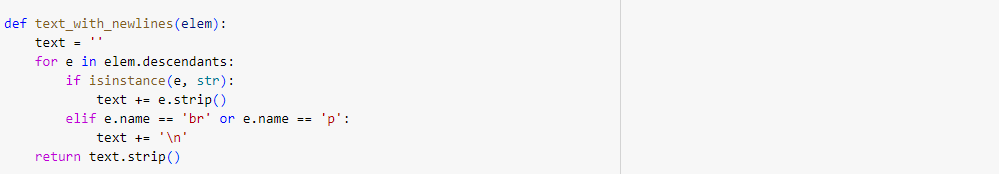 def text_with_newlines(elem):
    text = ''
    for e in elem.descendants:
        if isinstance(e, str):
            text += e.strip()
        elif e.name == 'br' or e.name == 'p':
            text += '\n'
    return text.strip()